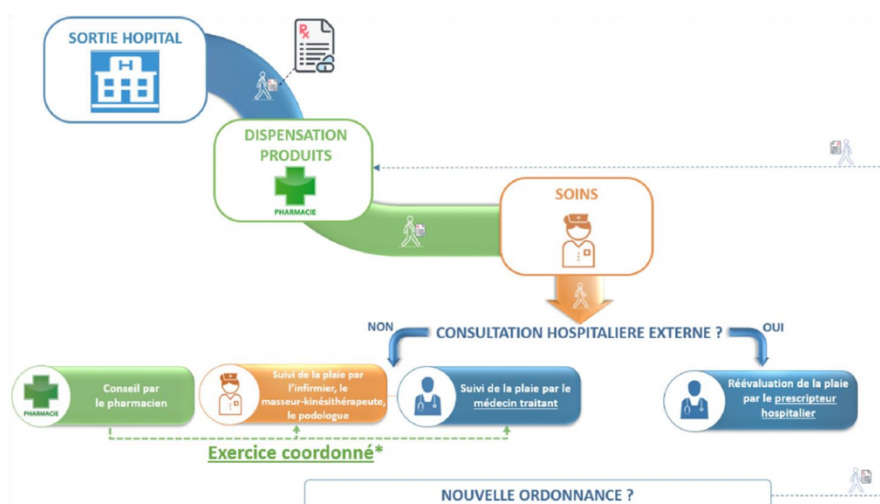 SORTIE HOPITAL
Rx
DISPENSATION
PRODUITS
PHARMACIE
SOINS
NON
CONSULTATION HOSPITALIERE EXTERNE ?
OUI
PHARMACIE
Conseil par
le pharmacien
Suivi de la plaie par
l'infirmier, le
masseur-kinésithérapeute,
le podologue
Suivi de la plaie par le
médecin traitant
Réévaluation de la plaie
par le prescripteur
hospitalier
Exercice coordonné*
NOUVELLE ORDONNANCE ?